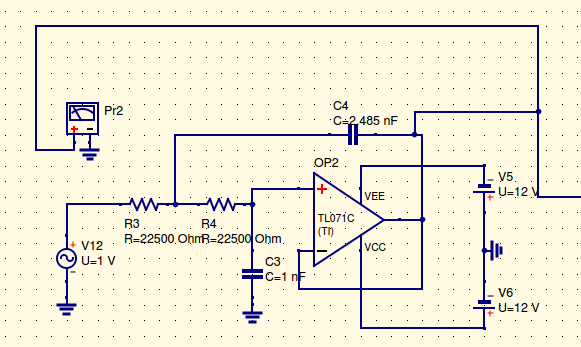 Pr2
C4
C=2.485 nF
OP2
VEE
TL071C
(TI)
VCC
V5
U=12 V
R3
R=22500 Ohm
R4
R=22500 Ohm
V12
U=1 V
C3
C=1 nF
V6
U=12 V